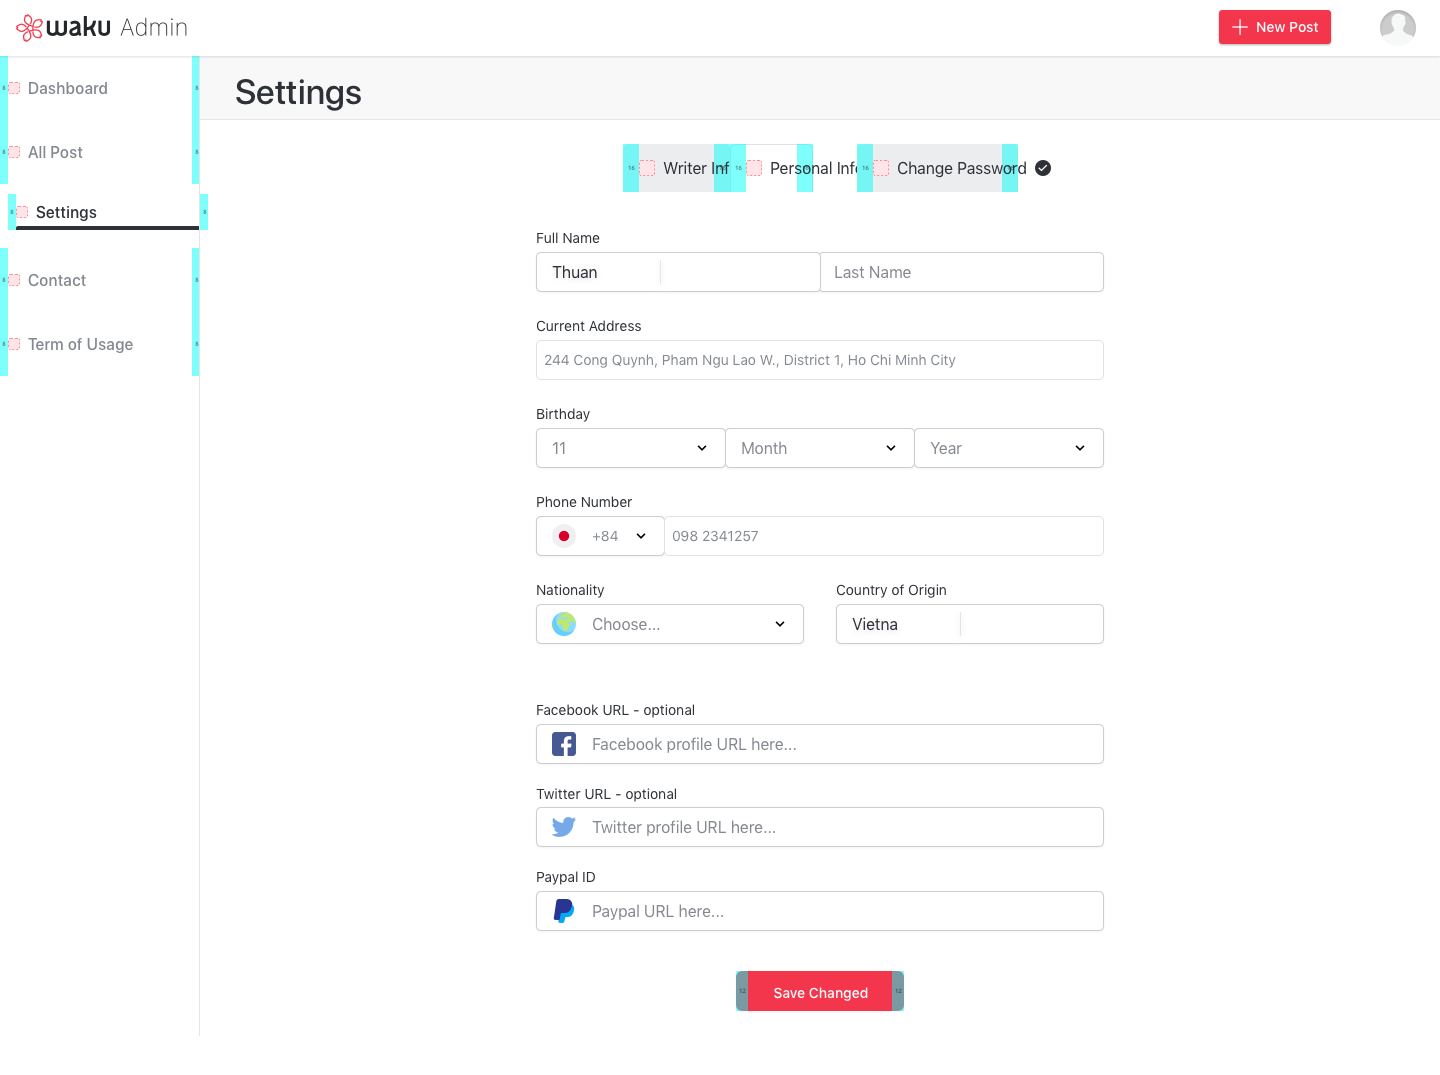 waku Admin
New Post
Dashboard
All Post
Settings
Contact
Term of Usage
Settings
Writer Inf
Personal Info
Change Password
Full Name
Thuan
Last Name
Current Address
244 Cong Quynh, Pham Ngu Lao W., District 1, Ho Chi Minh City
Birthday
11
Month
Year
Phone Number
+84
098 2341257
Nationality
Country of Origin
Choose...
Vietna
Facebook URL - optional
Facebook profile URL here...
Twitter URL - optional
Twitter profile URL here...
Paypal ID
Paypal URL here...
Save Changed